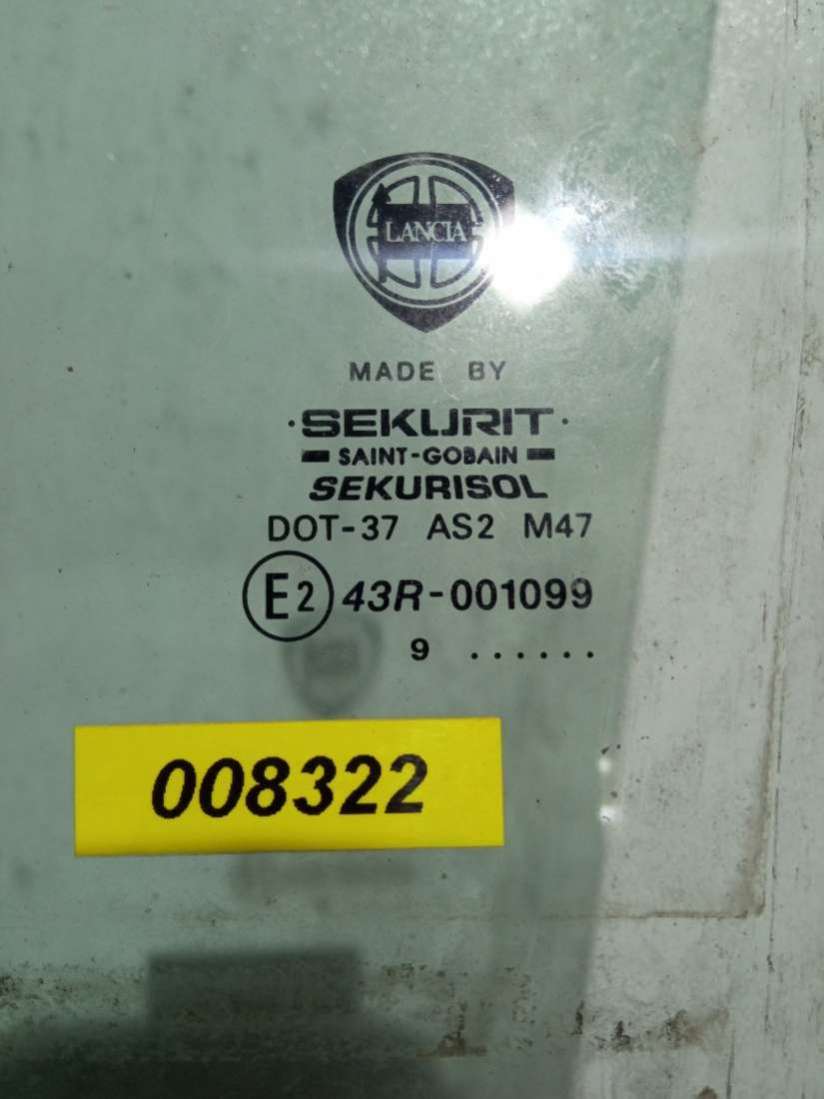 LANCIA
MADE BY
·SEKURIT·
SAINT-GOBAIN
SEKURISOL
DOT-37 AS2 M47
E2 43R-001099
9 ......
008322